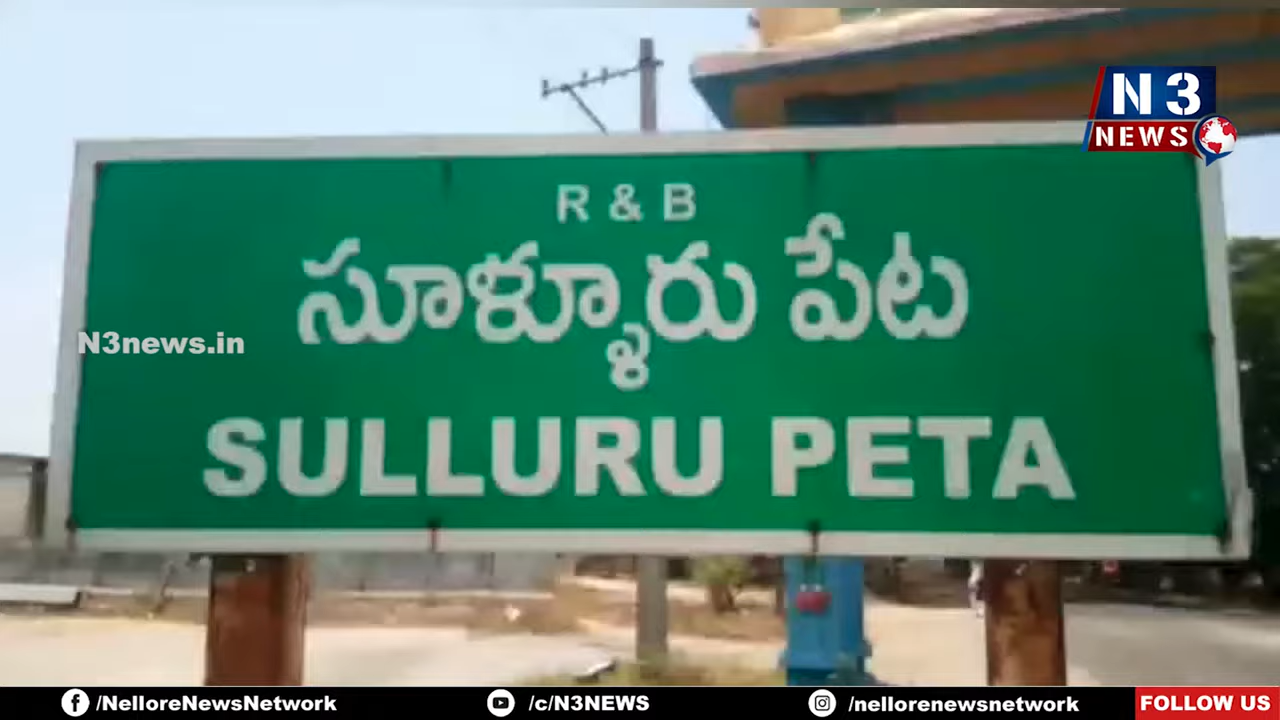 N3
NEWS
R & B
సూళ్ళూరు పేట
N3news.in
SULLURU PETA
/NelloreNewsNetwork
/c/N3NEWS
/nellorenewsnetwork
FOLLOW US